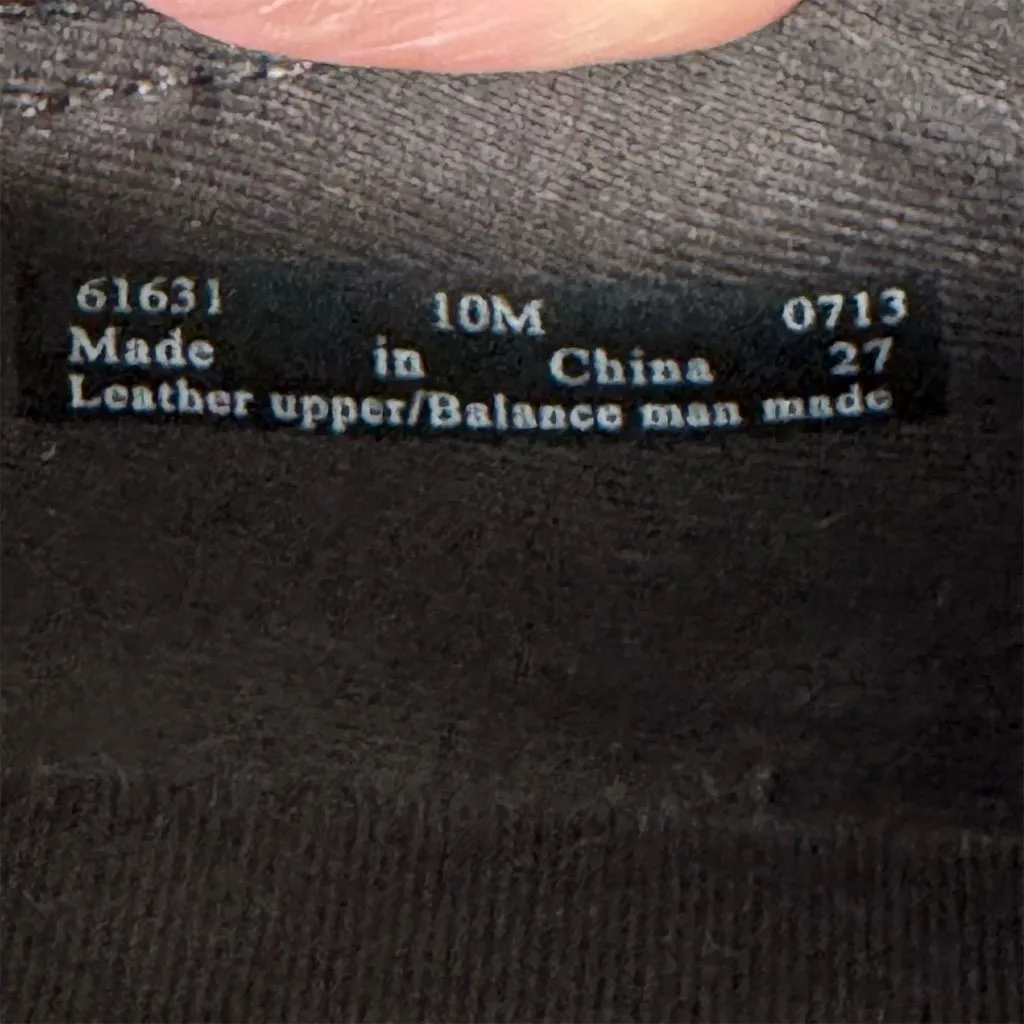 61631 10M 0713
Made in China 27
Leather upper/Balance man made